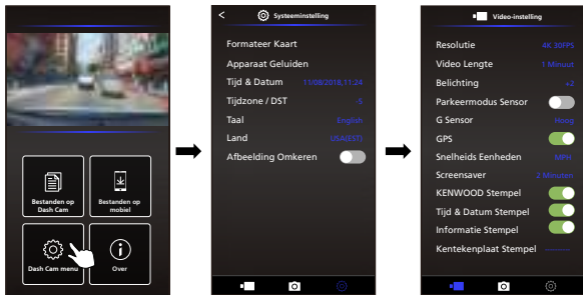 Bestanden op
Dash Cam
Bestanden op
mobiel
Dash Cam menu
Over
< Systeeminstelling
Formateer Kaart
Apparaat Geluiden
Tijd & Datum 11/08/2018,11:24
Tijdzone / DST -5
Taal English
Land USA(EST)
Afbeelding Omkeren
Video-instelling
Resolutie 4K 30FPS
Video Lengte 1 Minuut
Belichting +2
Parkeermodus Sensor
G Sensor Hoog
GPS
Snelheids Eenheden MPH
Screensaver 2 Minuten
KENWOOD Stempel
Tijd & Datum Stempel
Informatie Stempel
Kentekenplaat Stempel --------